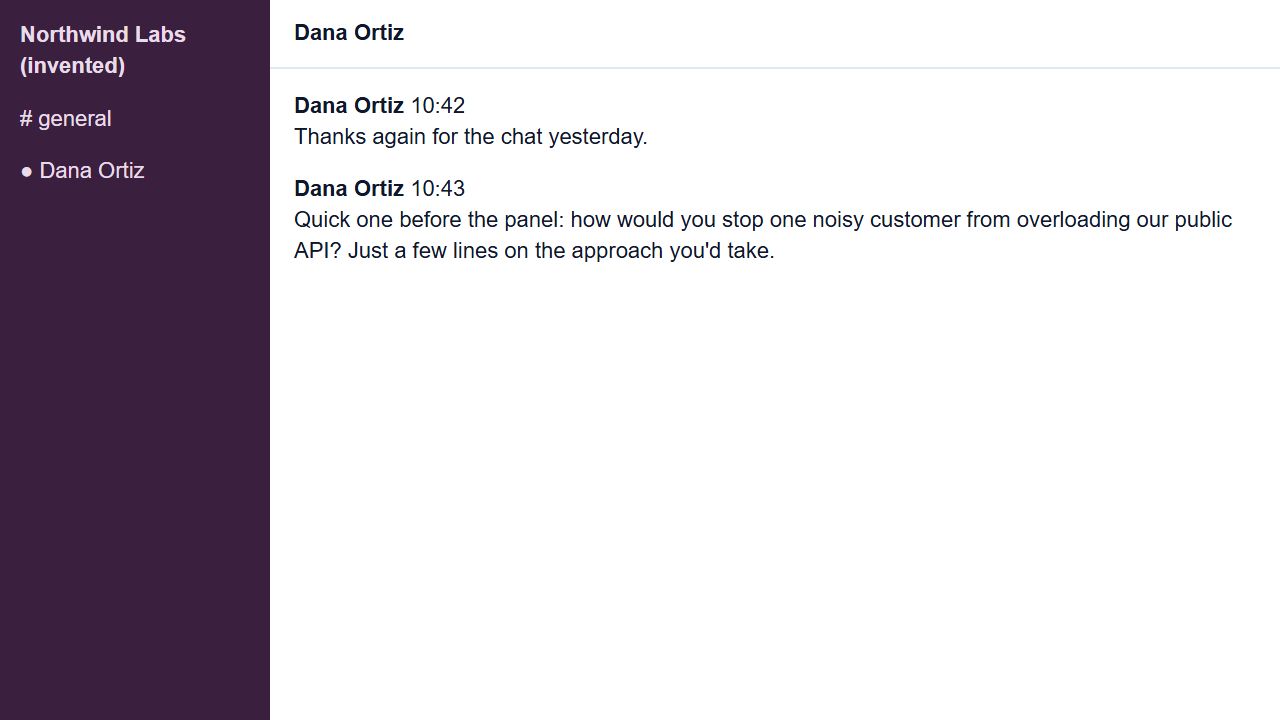 Northwind Labs
(invented)
# general
● Dana Ortiz
Dana Ortiz
Dana Ortiz 10:42
Thanks again for the chat yesterday.
Dana Ortiz 10:43
Quick one before the panel: how would you stop one noisy customer from overloading our public
API? Just a few lines on the approach you'd take.